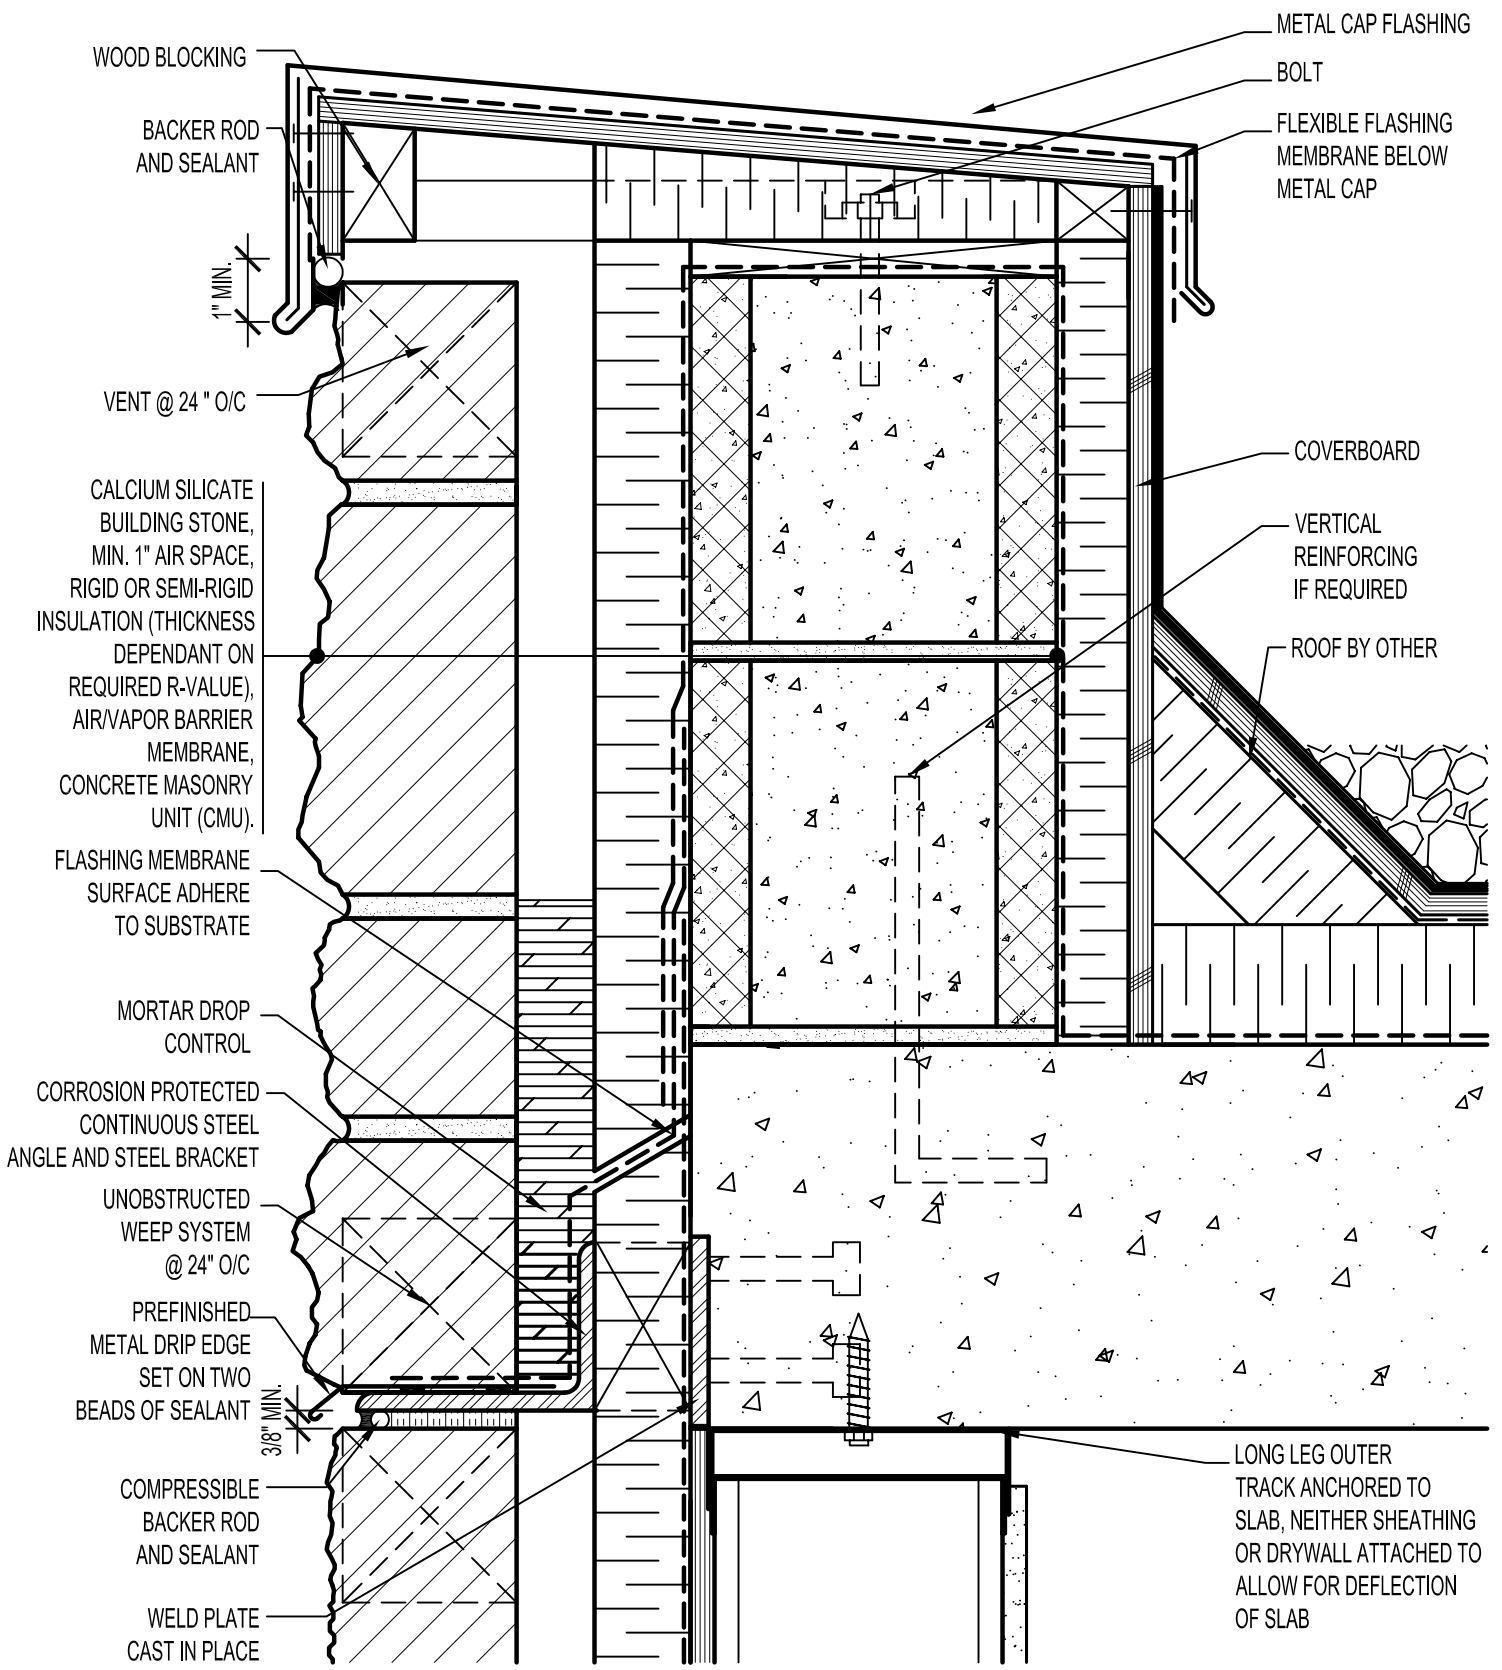 WOOD BLOCKING
BACKER ROD
AND SEALANT
1" MIN.
VENT @ 24 " O/C
CALCIUM SILICATE
BUILDING STONE,
MIN. 1" AIR SPACE,
RIGID OR SEMI-RIGID
INSULATION (THICKNESS
DEPENDANT ON
REQUIRED R-VALUE),
AIR/VAPOR BARRIER
MEMBRANE,
CONCRETE MASONRY
UNIT (CMU).
FLASHING MEMBRANE
SURFACE ADHERE
TO SUBSTRATE
MORTAR DROP
CONTROL
CORROSION PROTECTED
CONTINUOUS STEEL
ANGLE AND STEEL BRACKET
UNOBSTRUCTED
WEEP SYSTEM
@ 24" O/C
PREFINISHED
METAL DRIP EDGE
SET ON TWO
BEADS OF SEALANT
3/8" MIN.
COMPRESSIBLE
BACKER ROD
AND SEALANT
WELD PLATE
CAST IN PLACE
METAL CAP FLASHING
BOLT
FLEXIBLE FLASHING
MEMBRANE BELOW
METAL CAP
COVERBOARD
VERTICAL
REINFORCING
IF REQUIRED
ROOF BY OTHER
LONG LEG OUTER
TRACK ANCHORED TO
SLAB, NEITHER SHEATHING
OR DRYWALL ATTACHED TO
ALLOW FOR DEFLECTION
OF SLAB